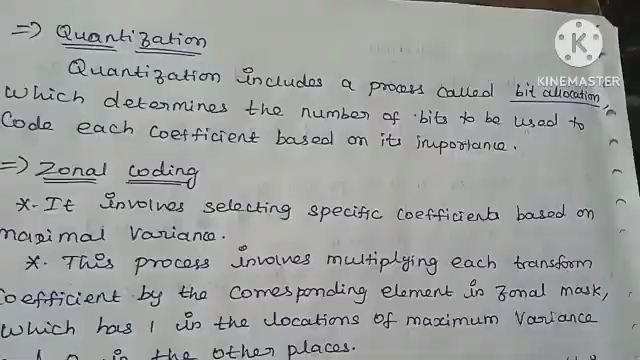 => Quantization
Quantization includes a process called bit allocation,
which determines the number of bits to be used to
Code each coefficient based on its importance.
=> Zonal coding
*. It involves selecting specific coefficients based on
maximal variance.
*. This process involves multiplying each transform
coefficient by the corresponding element in zonal mask,
which has 1 in the locations of maximum variance
in the other places.
K
KINEMASTER